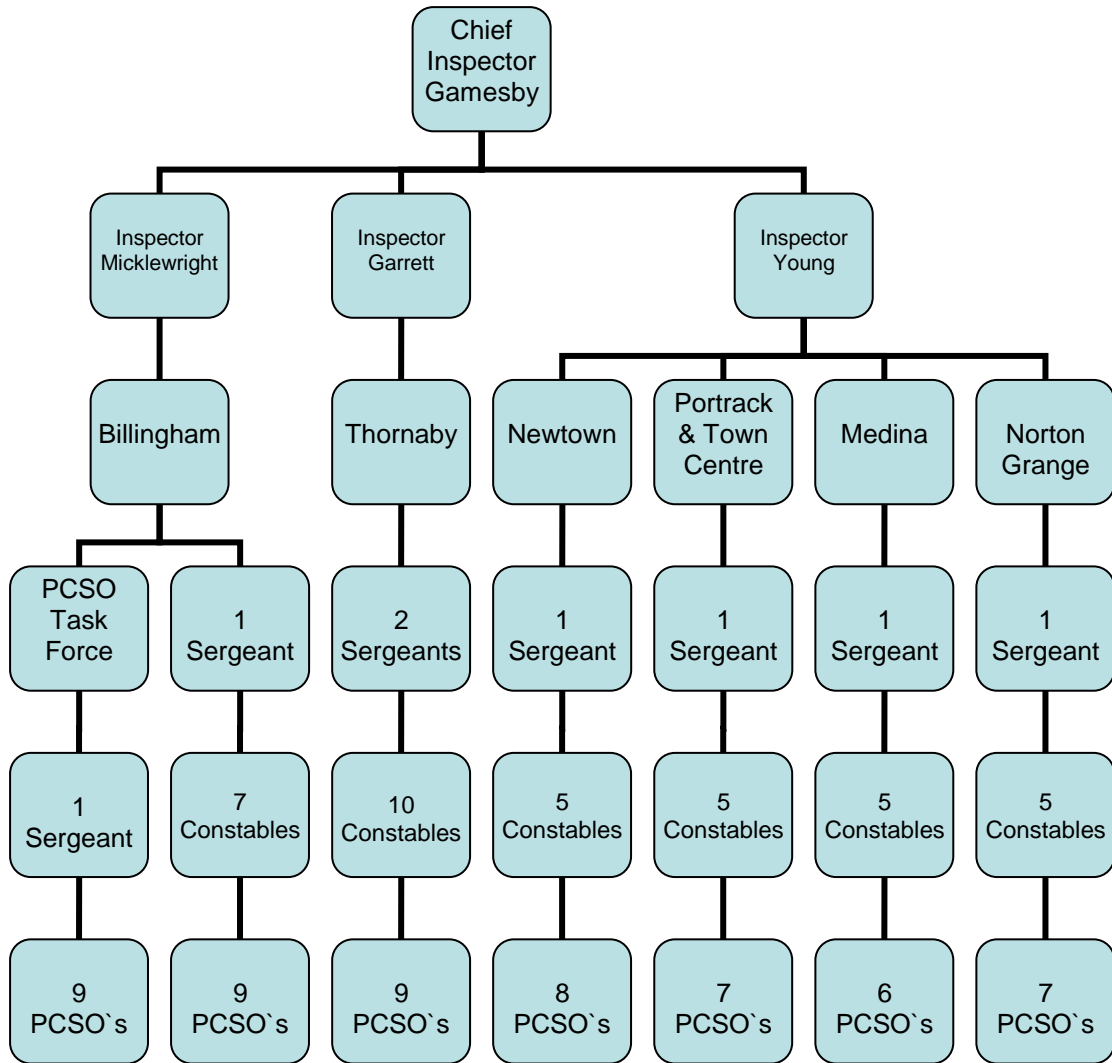 Chief
Inspector
Gamesby
Inspector
Micklewright
Inspector
Garrett
Inspector
Young
Billingham
Thornaby
Newtown
Portrack
& Town
Centre
Medina
Norton
Grange
PCSO
Task
Force
1
Sergeant
2
Sergeants
1
Sergeant
1
Sergeant
1
Sergeant
1
Sergeant
1
Sergeant
7
Constables
10
Constables
5
Constables
5
Constables
5
Constables
5
Constables
9
PCSO`s
9
PCSO`s
9
PCSO`s
8
PCSO`s
7
PCSO`s
6
PCSO`s
7
PCSO`s